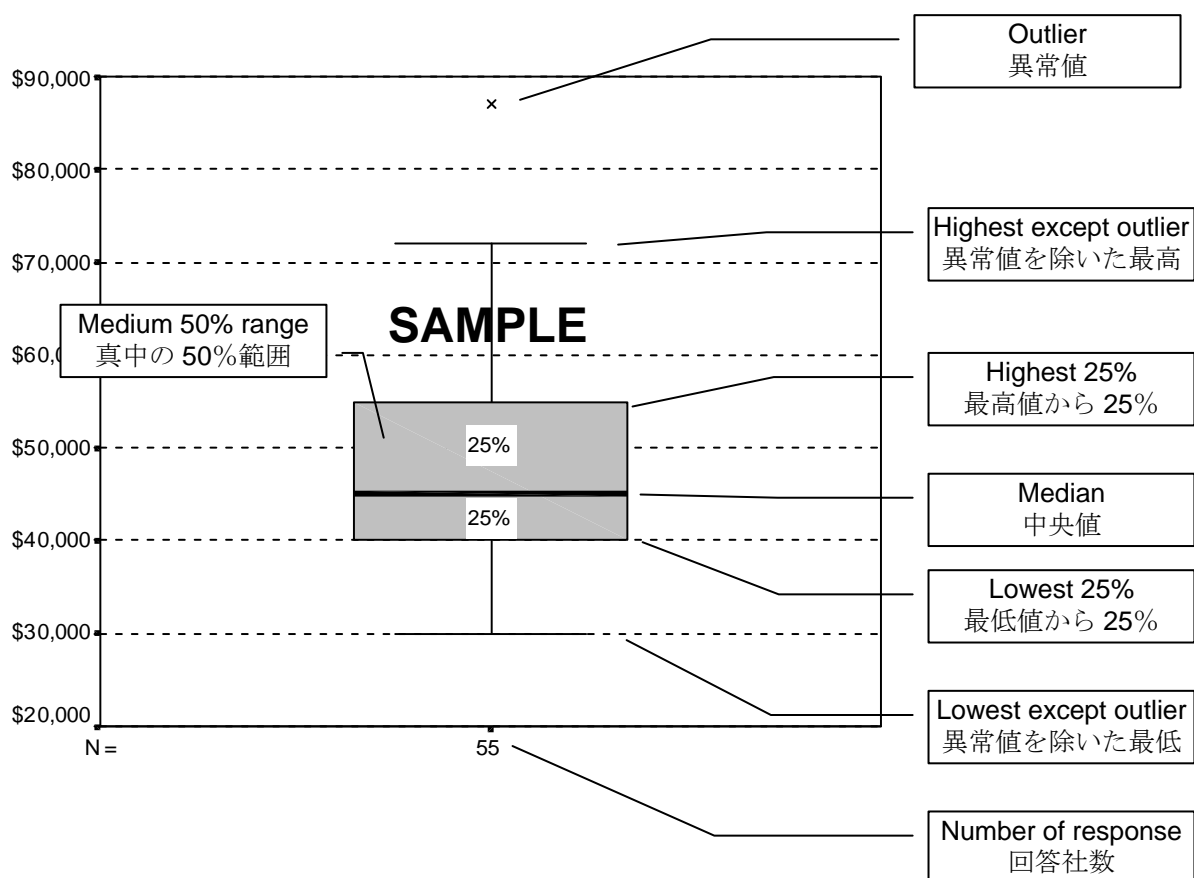 Outlier
異常値
$90,000
$80,000
Highest except outlier
異常値を除いた最高
$70,000
SAMPLE
Medium 50% range
真中の 50%範囲
$60,0
Highest 25%
最高値から 25%
$50,000
25%
Median
中央値
25%
$40,000
Lowest 25%
最低値から 25%
$30,000
Lowest except outlier
異常値を除いた最低
$20,000
N = 55
Number of response
回答社数